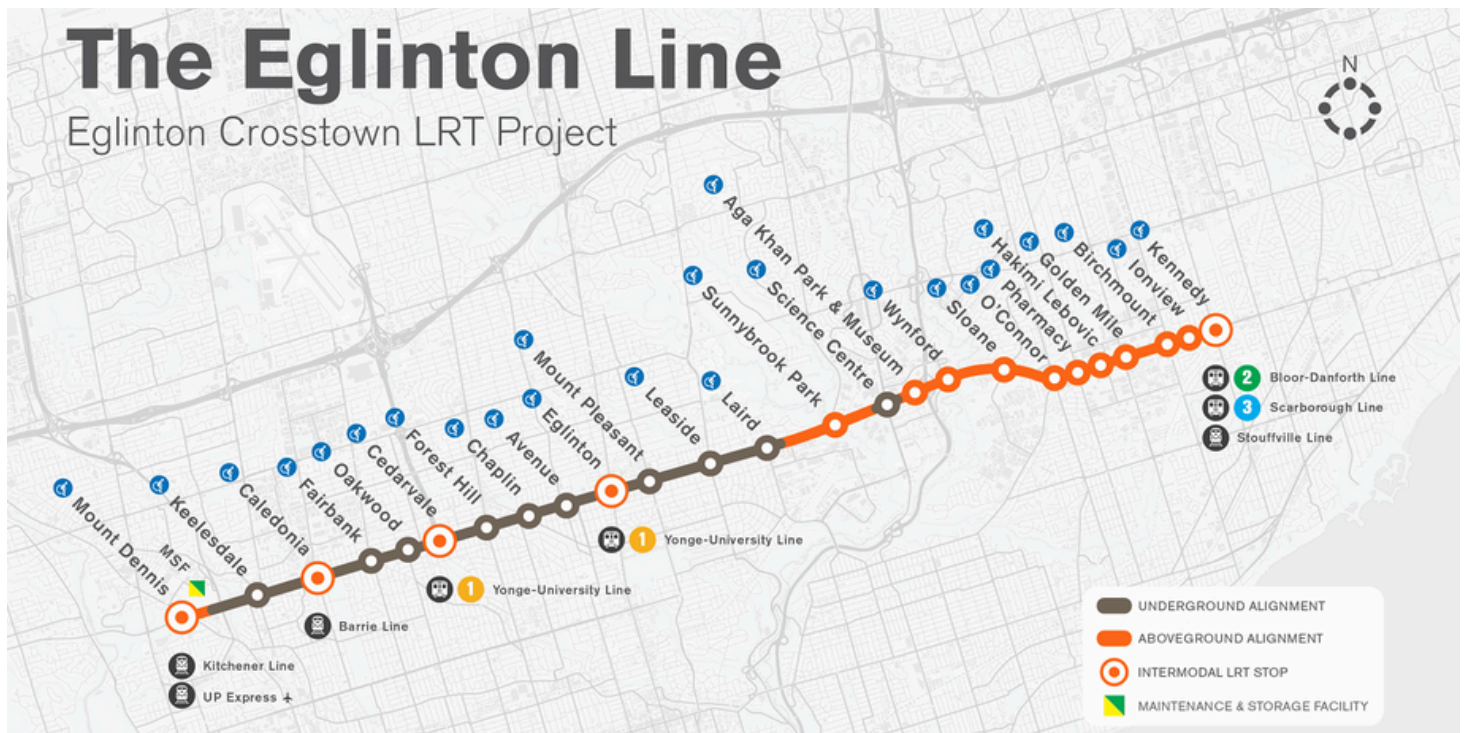 The Eglinton Line
Eglinton Crosstown LRT Project
N
Mount Dennis
MSF
Keelesdale
Caledonia
Fairbank
Oakwood
Cedarvale
Forest Hill
Chaplin
Avenue
Eglinton
Mount Pleasant
Leaside
Laird
Sunnybrook Park
Science Centre
Aga Khan Park & Museum
Wynford
Sloane
O'Connor
Pharmacy
Hakimi Lebovic
Golden Mile
Birchmount
Ionview
Kennedy
Kitchener Line
UP Express
Barrie Line
1 Yonge-University Line
1 Yonge-University Line
2 Bloor-Danforth Line
3 Scarborough Line
Stouffville Line
UNDERGROUND ALIGNMENT
ABOVEGROUND ALIGNMENT
INTERMODAL LRT STOP
MAINTENANCE & STORAGE FACILITY